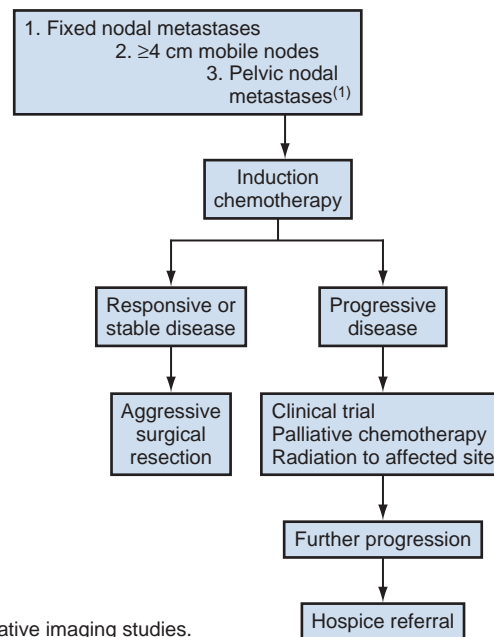 1. Fixed nodal metastases
2. ≥4 cm mobile nodes
3. Pelvic nodal
metastases(1)
Induction
chemotherapy
Responsive or
stable disease
Progressive
disease
Aggressive
surgical
resection
Clinical trial
Palliative chemotherapy
Radiation to affected site
Further progression
Hospice referral
imaging studies.